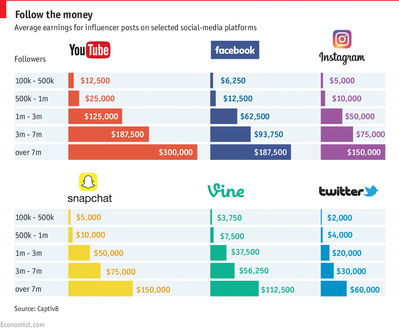 Follow the money
Average earnings for influencer posts on selected social-media platforms
Followers
YouTube
facebook
Instagram
100k - 500k $12,500 $6,250 $5,000
500k - 1m $25,000 $12,500 $10,000
1m - 3m $125,000 $62,500 $50,000
3m - 7m $187,500 $93,750 $75,000
over 7m $300,000 $187,500 $150,000
snapchat
Vine
twitter
100k - 500k $5,000 $3,750 $2,000
500k - 1m $10,000 $7,500 $4,000
1m - 3m $50,000 $37,500 $20,000
3m - 7m $75,000 $56,250 $30,000
over 7m $150,000 $112,500 $60,000
Source: Captiv8
Economist.com